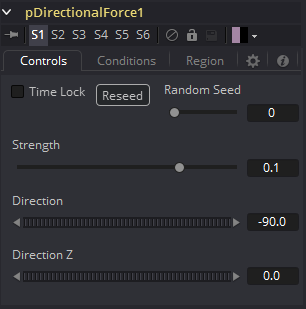 pDirectionalForce1
S1 S2 S3 S4 S5 S6
Controls Conditions Region
Time Lock Reseed Random Seed
0
Strength
0.1
Direction
-90.0
Direction Z
0.0